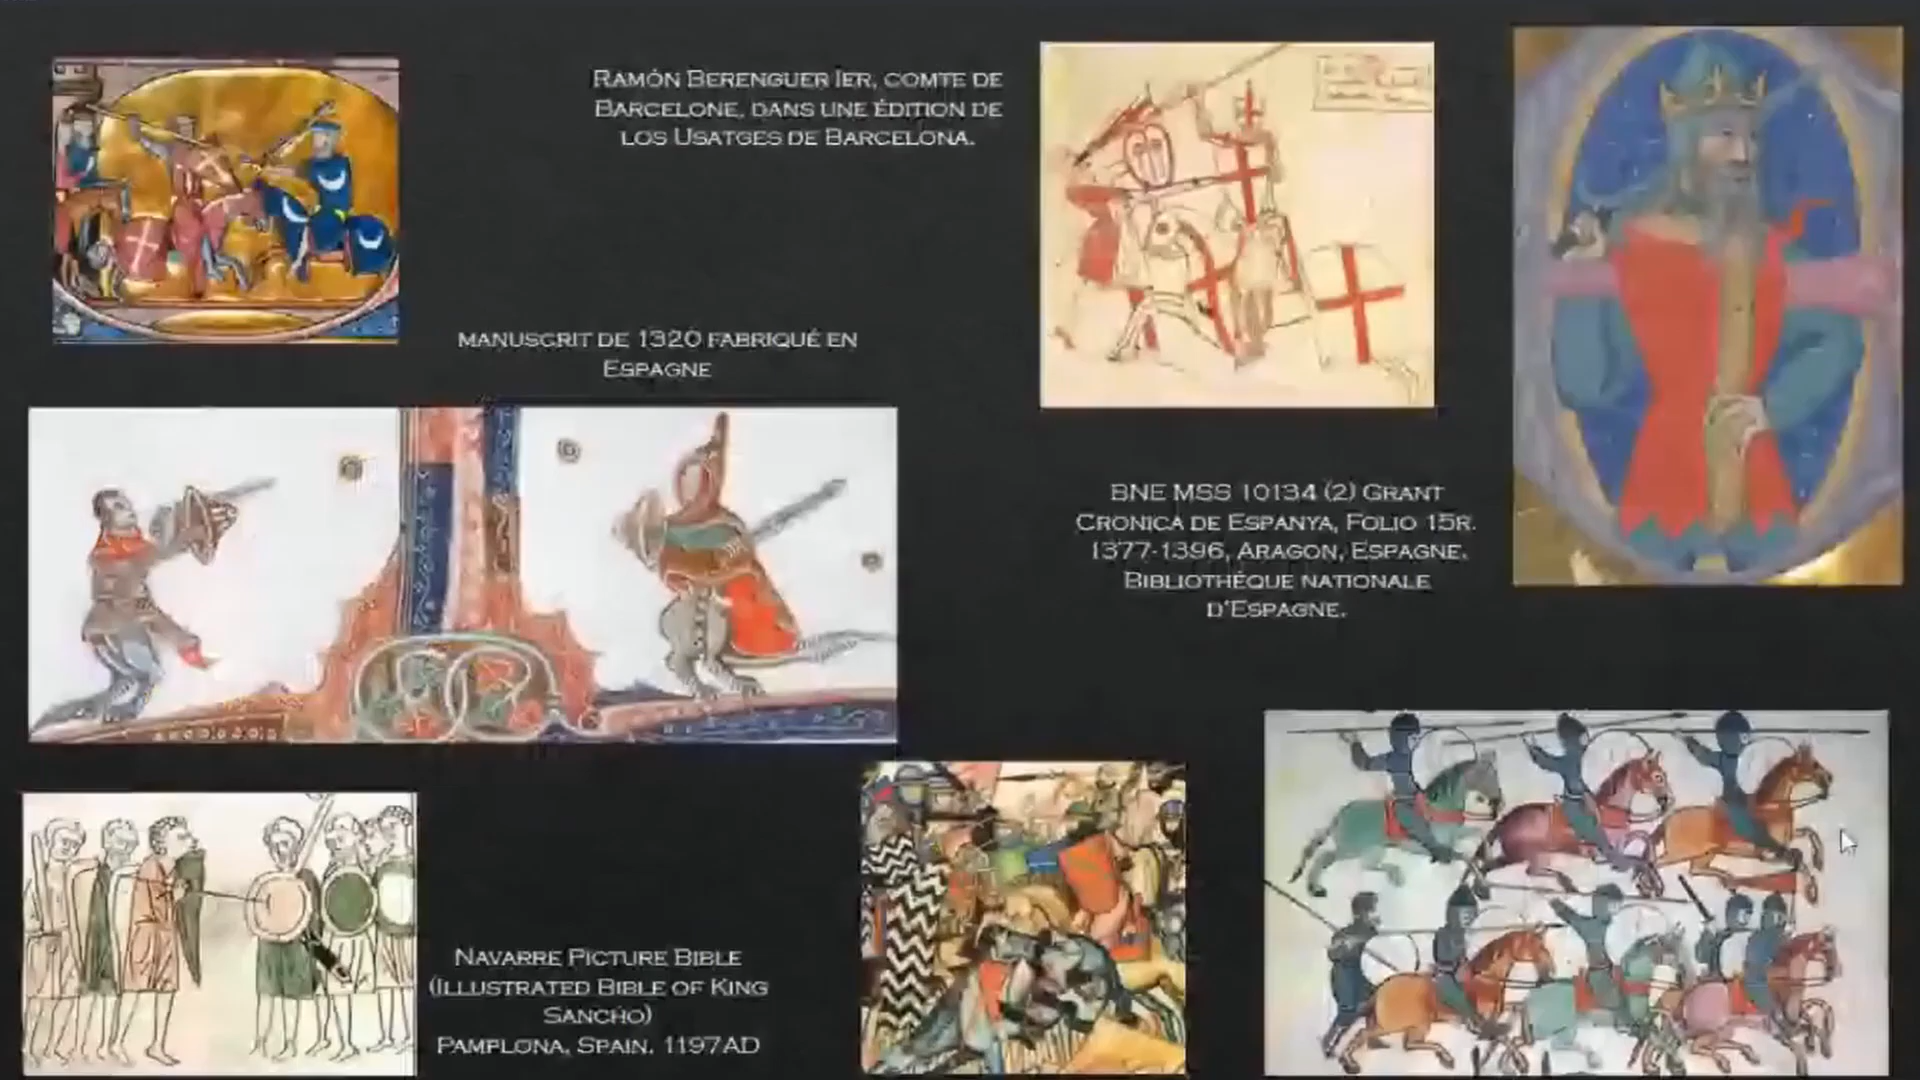 Ramón Berenguer Ier, comte de
Barcelone, dans une édition de
los Usatges de Barcelona.
manuscrit de 1320 fabriqué en
Espagne
BNE MSS 10134 (2) Grant
Cronica de Espanya, Folio 15r.
1377-1396, Aragon, Espagne.
Bibliothèque nationale
d'Espagne.
Navarre Picture Bible
(Illustrated Bible of King
Sancho)
Pamplona, Spain. 1197AD